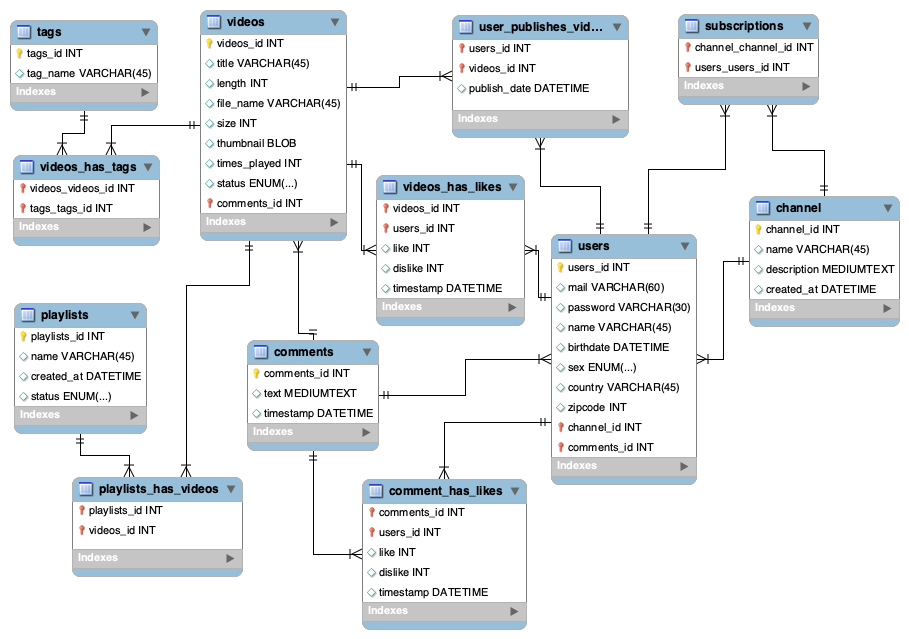 tags
tags_id INT
tag_name VARCHAR(45)
Indexes
videos
videos_id INT
title VARCHAR(45)
length INT
file_name VARCHAR(45)
size INT
thumbnail BLOB
times_played INT
status ENUM(...)
comments_id INT
Indexes
user_publishes_vid...
users_id INT
videos_id INT
publish_date DATETIME
Indexes
subscriptions
channel_channel_id INT
users_users_id INT
Indexes
videos_has_tags
videos_videos_id INT
tags_tags_id INT
Indexes
videos_has_likes
videos_id INT
users_id INT
like INT
dislike INT
timestamp DATETIME
Indexes
channel
channel_id INT
name VARCHAR(45)
description MEDIUMTEXT
created_at DATETIME
Indexes
users
users_id INT
mail VARCHAR(60)
password VARCHAR(30)
name VARCHAR(45)
birthdate DATETIME
sex ENUM(...)
country VARCHAR(45)
zipcode INT
channel_id INT
comments_id INT
Indexes
playlists
playlists_id INT
name VARCHAR(45)
created_at DATETIME
status ENUM(...)
Indexes
comments
comments_id INT
text MEDIUMTEXT
timestamp DATETIME
Indexes
playlists_has_videos
playlists_id INT
videos_id INT
Indexes
comment_has_likes
comments_id INT
users_id INT
like INT
dislike INT
timestamp DATETIME
Indexes